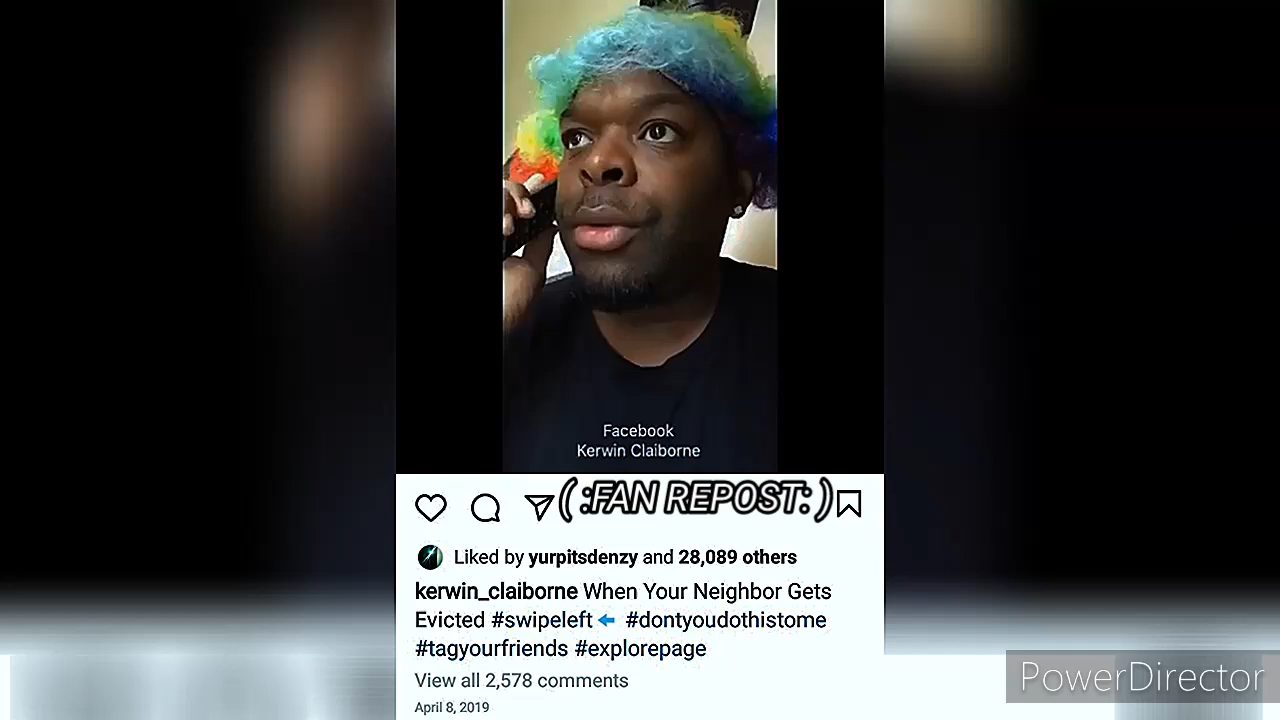 Facebook
Kerwin Claiborne
( :FAN REPOST: )
Liked by yurpitsdenzy and 28,089 others
kerwin_claiborne When Your Neighbor Gets
Evicted #swipeleft⬅ #dontyoudothistome
#tagyourfriends #explorepage
View all 2,578 comments
April 8, 2019
PowerDirector